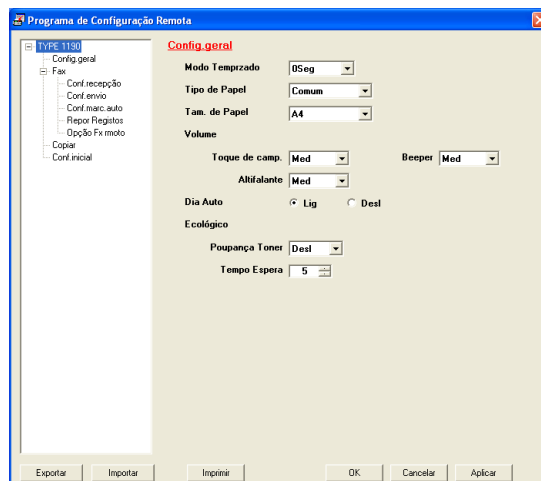 Programa de Configuração Remota
TYPE 1190
Config.geral
Fax
Conf.recepção
Conf.envio
Conf.marc.auto
Repor Registos
Opção Fx rmoto
Copiar
Conf.inicial
Config.geral
Modo Temprzado 0Seg
Tipo de Papel Comum
Tam. de Papel A4
Volume
Toque de camp. Med Beeper Med
Altifalante Med
Dia Auto Lig Desl
Ecológico
Poupança Toner Desl
Tempo Espera 5
Exportar Importar Imprimir OK Cancelar Aplicar